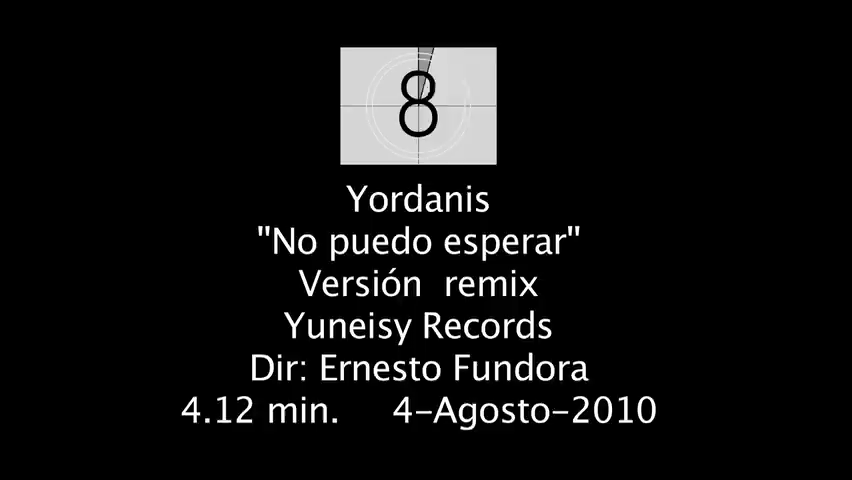 8
Yordanis
"No puedo esperar"
Versión remix
Yuneisy Records
Dir: Ernesto Fundora
4.12 min. 4-Agosto-2010